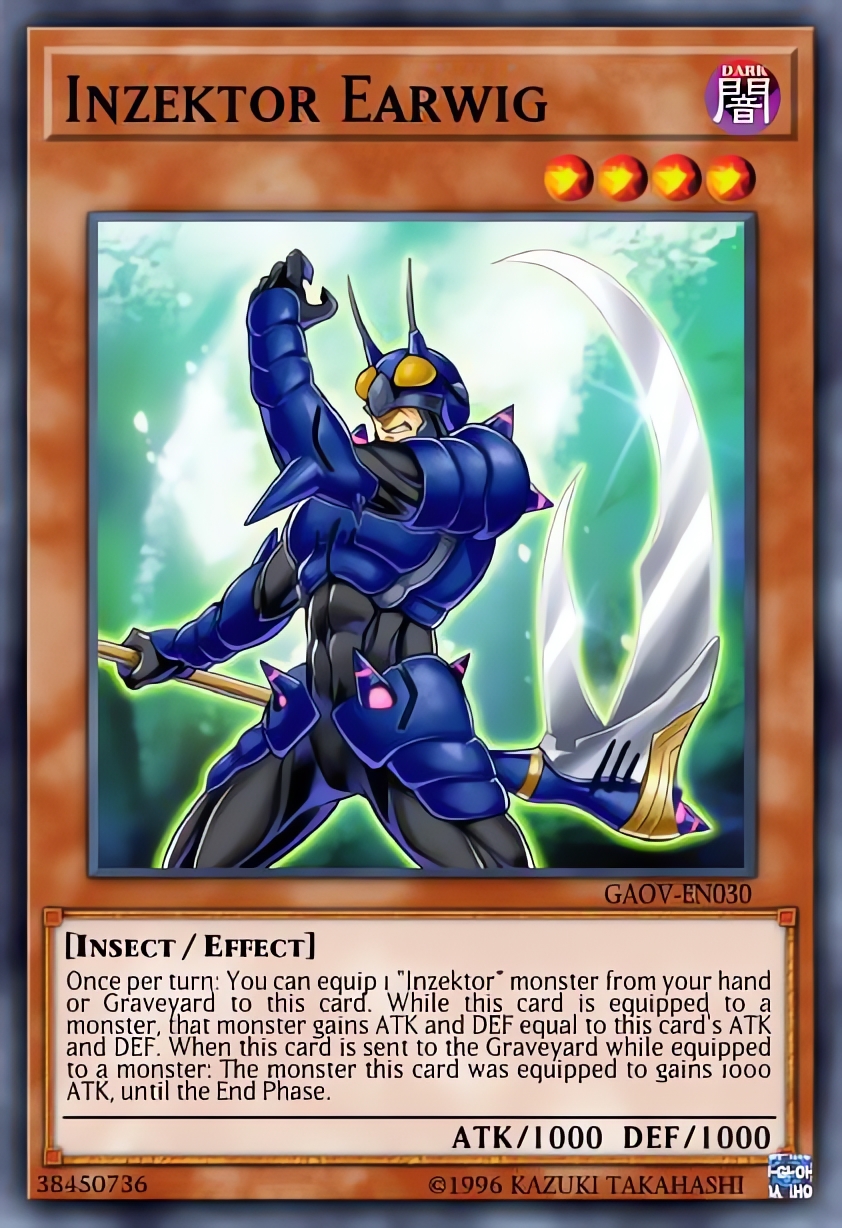 Inzektor Earwig
DARK
闇
GAOV-EN030
[Insect / Effect]
Once per turn: You can equip 1 "Inzektor" monster from your hand
or Graveyard to this card. While this card is equipped to a
monster, that monster gains ATK and DEF equal to this card's ATK
and DEF. When this card is sent to the Graveyard while equipped
to a monster: The monster this card was equipped to gains 1000
ATK, until the End Phase.
ATK/1000 DEF/1000
38450736
©1996 KAZUKI TAKAHASHI